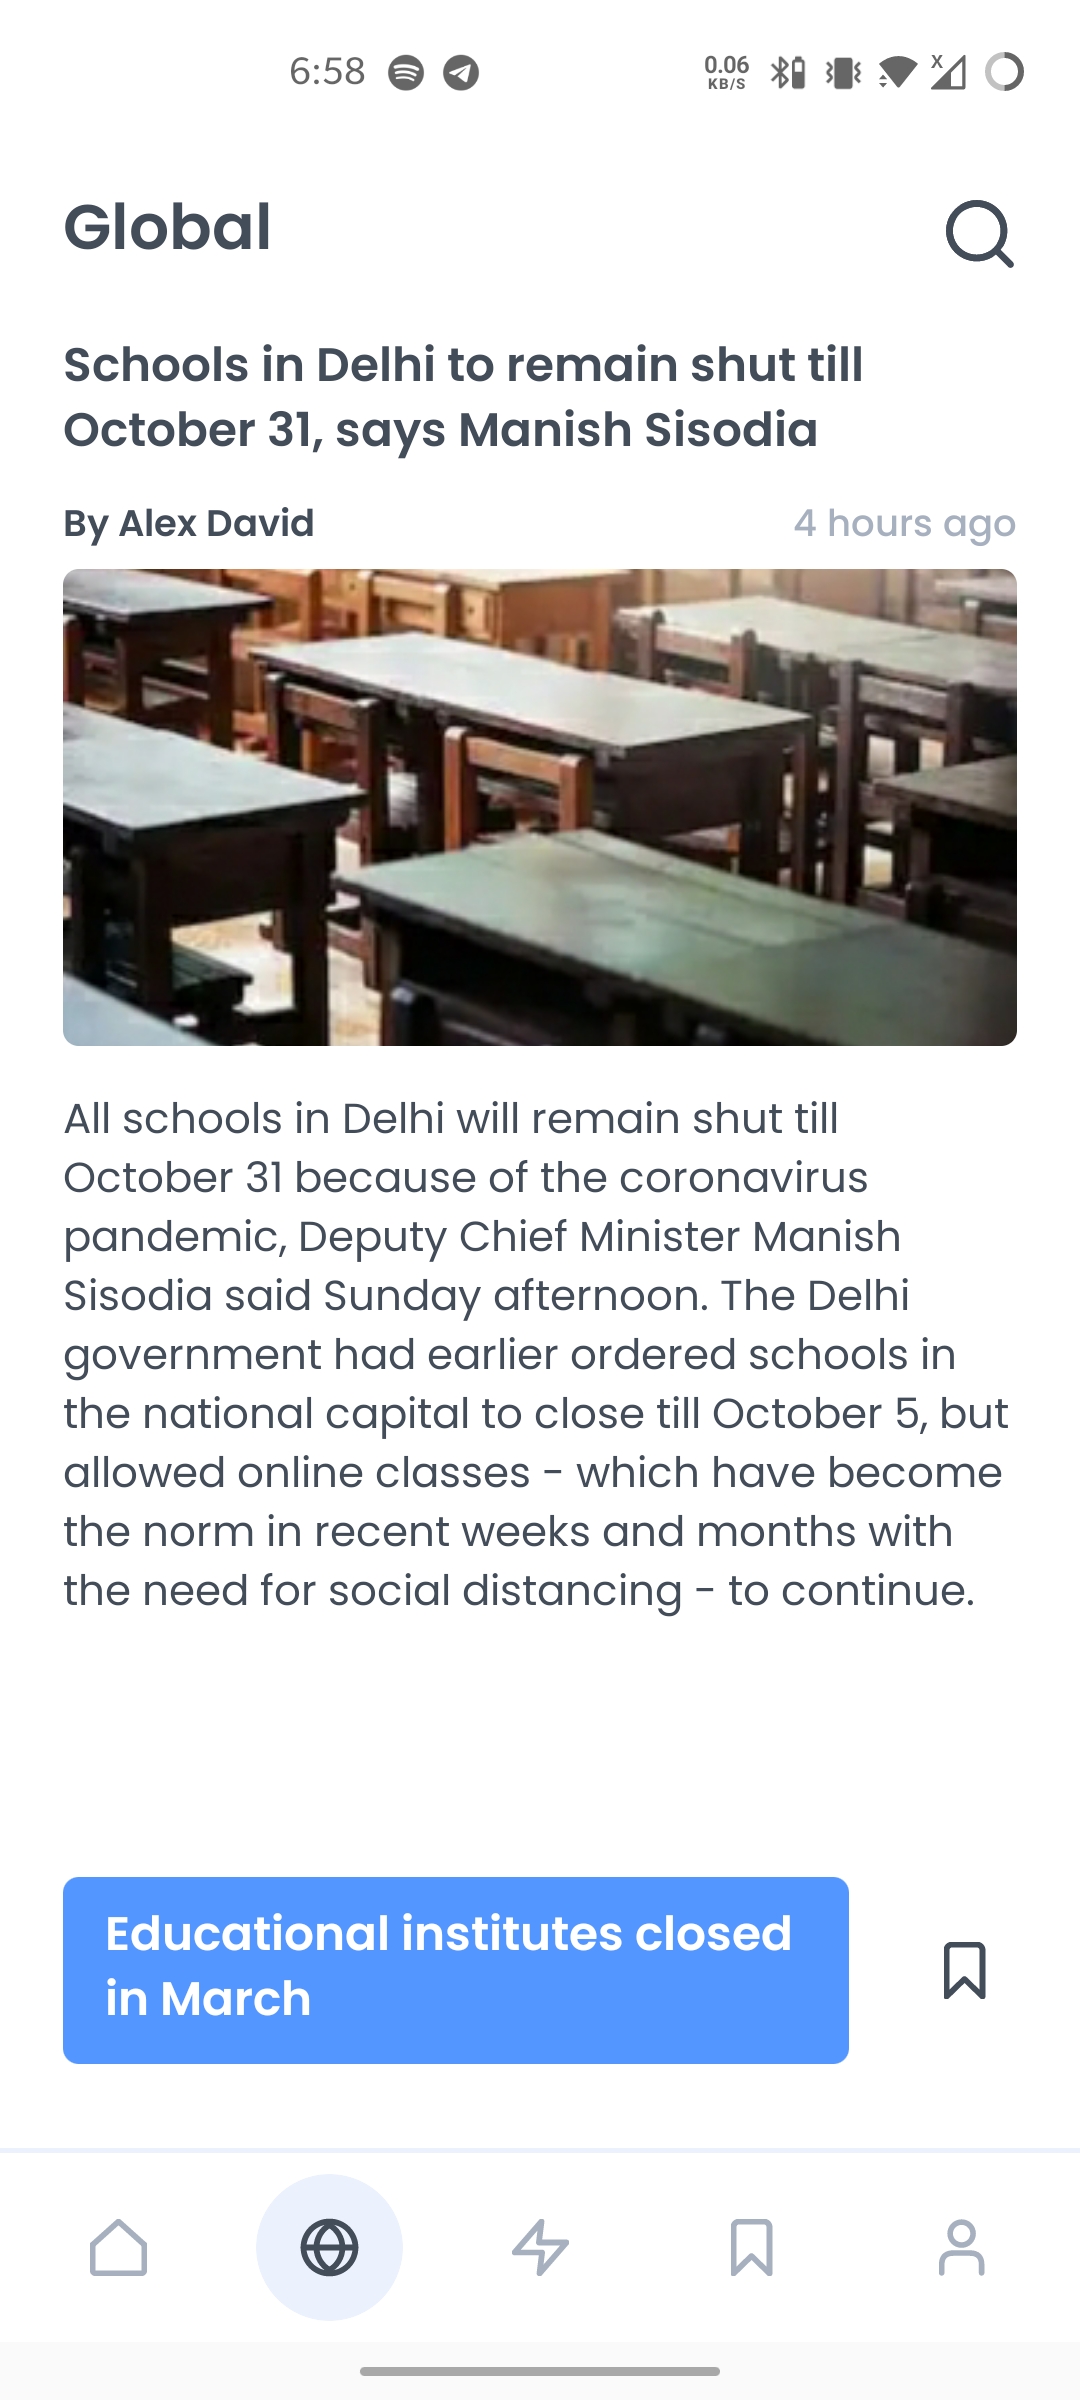 6:58
0.06
KB/S
X
Global
Schools in Delhi to remain shut till
October 31, says Manish Sisodia
By Alex David
4 hours ago
All schools in Delhi will remain shut till
October 31 because of the coronavirus
pandemic, Deputy Chief Minister Manish
Sisodia said Sunday afternoon. The Delhi
government had earlier ordered schools in
the national capital to close till October 5, but
allowed online classes - which have become
the norm in recent weeks and months with
the need for social distancing - to continue.
Educational institutes closed
in March